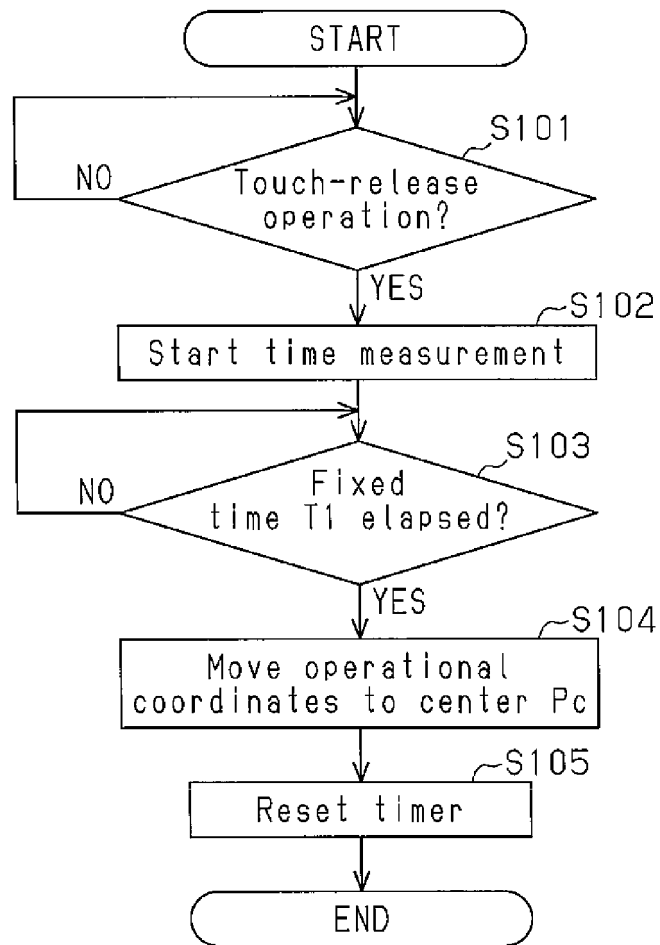 START
S101
NO
Touch-release
operation?
YES
S102
Start time measurement
S103
NO
Fixed
time T1 elapsed?
YES
S104
Move operational
coordinates to center Pc
S105
Reset timer
END